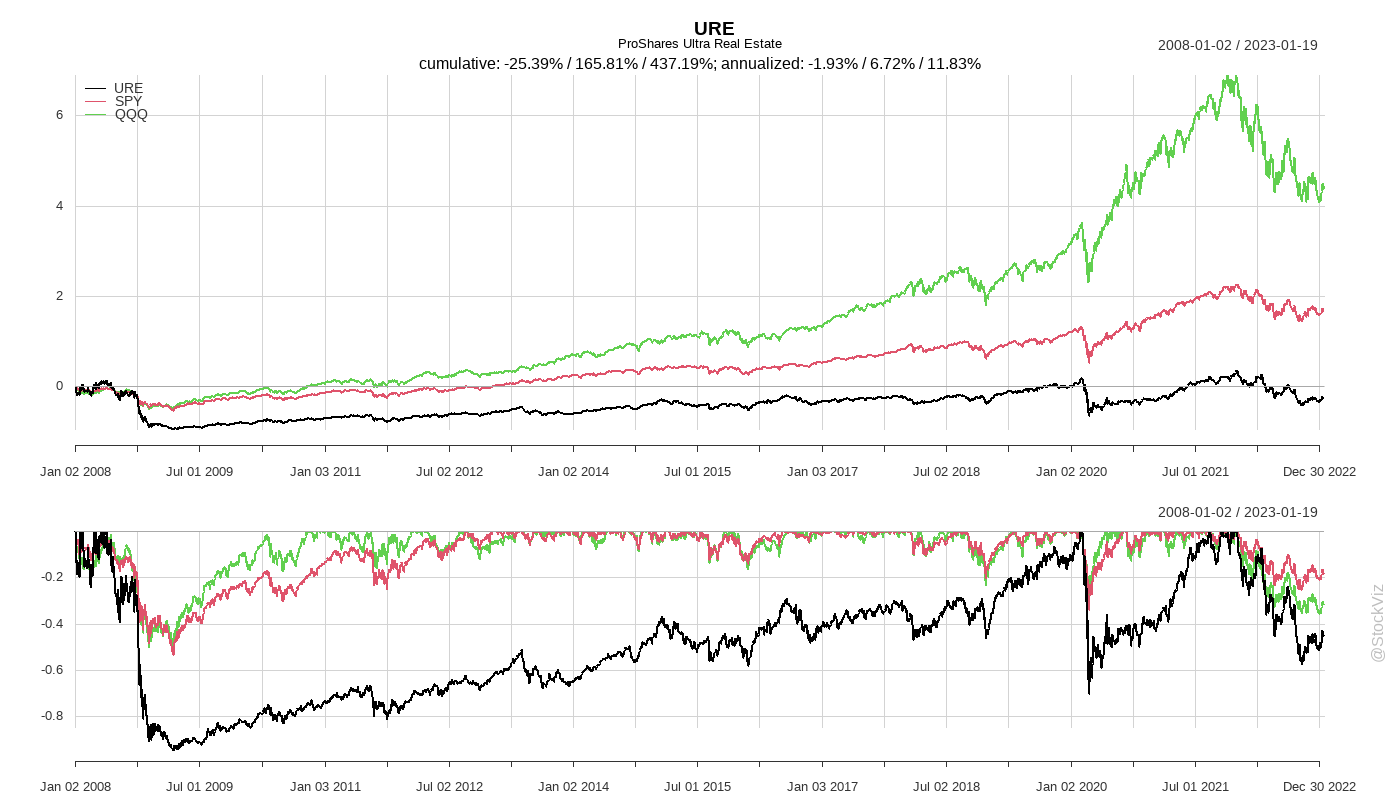 URE
ProShares Ultra Real Estate
2008-01-02 / 2023-01-19
cumulative: -25.39% / 165.81% / 437.19%; annualized: -1.93% / 6.72% / 11.83%
URE
SPY
QQQ
6
4
2
0
Jan 02 2008 Jul 01 2009 Jan 03 2011 Jul 02 2012 Jan 02 2014 Jul 01 2015 Jan 03 2017 Jul 02 2018 Jan 02 2020 Jul 01 2021 Dec 30 2022
2008-01-02 / 2023-01-19
-0.2
-0.4
-0.6
-0.8
Jan 02 2008 Jul 01 2009 Jan 03 2011 Jul 02 2012 Jan 02 2014 Jul 01 2015 Jan 03 2017 Jul 02 2018 Jan 02 2020 Jul 01 2021 Dec 30 2022
@StockViz